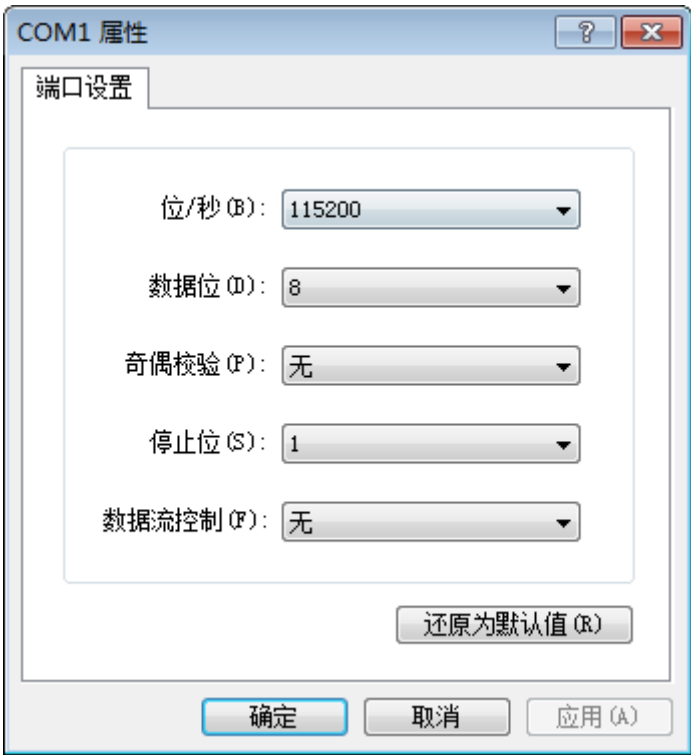 COM1 属性
端口设置
位/秒(B): 115200
数据位(D): 8
奇偶校验(P): 无
停止位(S): 1
数据流控制(F): 无
还原为默认值(R)
确定 取消 应用(A)